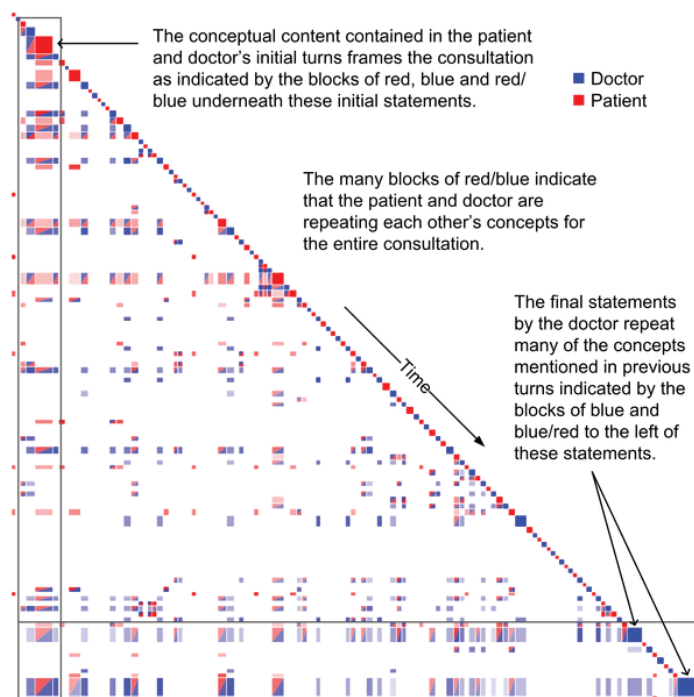 The conceptual content contained in the patient
and doctor's initial turns frames the consultation
as indicated by the blocks of red, blue and red/
blue underneath these initial statements.
Doctor
Patient
The many blocks of red/blue indicate
that the patient and doctor are
repeating each other's concepts for
the entire consultation.
The final statements
by the doctor repeat
many of the concepts
mentioned in previous
turns indicated by the
blocks of blue and
blue/red to the left of
these statements.
Time